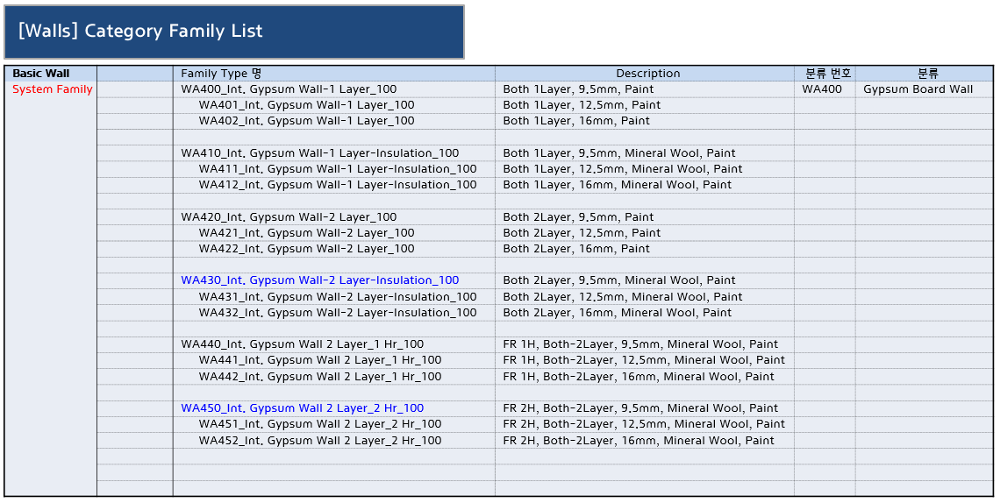 [Walls] Category Family List
Basic Wall Family Type 명 Description 분류 번호 분류
System Family WA400_Int. Gypsum Wall-1 Layer_100 Both 1Layer, 9.5mm, Paint WA400 Gypsum Board Wall
WA401_Int. Gypsum Wall-1 Layer_100 Both 1Layer, 12.5mm, Paint
WA402_Int. Gypsum Wall-1 Layer_100 Both 1Layer, 16mm, Paint
WA410_Int. Gypsum Wall-1 Layer-Insulation_100 Both 1Layer, 9.5mm, Mineral Wool, Paint
WA411_Int. Gypsum Wall-1 Layer-Insulation_100 Both 1Layer, 12.5mm, Mineral Wool, Paint
WA412_Int. Gypsum Wall-1 Layer-Insulation_100 Both 1Layer, 16mm, Mineral Wool, Paint
WA420_Int. Gypsum Wall-2 Layer_100 Both 2Layer, 9.5mm, Paint
WA421_Int. Gypsum Wall-2 Layer_100 Both 2Layer, 12.5mm, Paint
WA422_Int. Gypsum Wall-2 Layer_100 Both 2Layer, 16mm, Paint
WA430_Int. Gypsum Wall-2 Layer-Insulation_100 Both 2Layer, 9.5mm, Mineral Wool, Paint
WA431_Int. Gypsum Wall-2 Layer-Insulation_100 Both 2Layer, 12.5mm, Mineral Wool, Paint
WA432_Int. Gypsum Wall-2 Layer-Insulation_100 Both 2Layer, 16mm, Mineral Wool, Paint
WA440_Int. Gypsum Wall 2 Layer_1 Hr_100 FR 1H, Both-2Layer, 9.5mm, Mineral Wool, Paint
WA441_Int. Gypsum Wall 2 Layer_1 Hr_100 FR 1H, Both-2Layer, 12.5mm, Mineral Wool, Paint
WA442_Int. Gypsum Wall 2 Layer_1 Hr_100 FR 1H, Both-2Layer, 16mm, Mineral Wool, Paint
WA450_Int. Gypsum Wall 2 Layer_2 Hr_100 FR 2H, Both-2Layer, 9.5mm, Mineral Wool, Paint
WA451_Int. Gypsum Wall 2 Layer_2 Hr_100 FR 2H, Both-2Layer, 12.5mm, Mineral Wool, Paint
WA452_Int. Gypsum Wall 2 Layer_2 Hr_100 FR 2H, Both-2Layer, 16mm, Mineral Wool, Paint